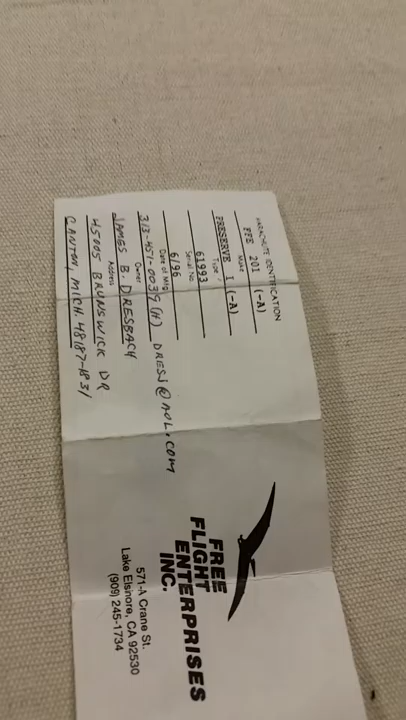 PARACHUTE IDENTIFICATION
FFE 201 (-A)
Make
PRESERVE I (-A)
Type
61993
Serial No.
6/96
Date of Mfg
313-451-0039 (H) DRESJ@AOL.COM
Owner
JAMES B. DRESBACH
Address
45005 BRUNSWICK DR
CANTON, MICH. 48187-1831
FREE
FLIGHT
ENTERPRISES
INC.
571-A Crane St.
Lake Elsinore, CA 92530
(909) 245-1734